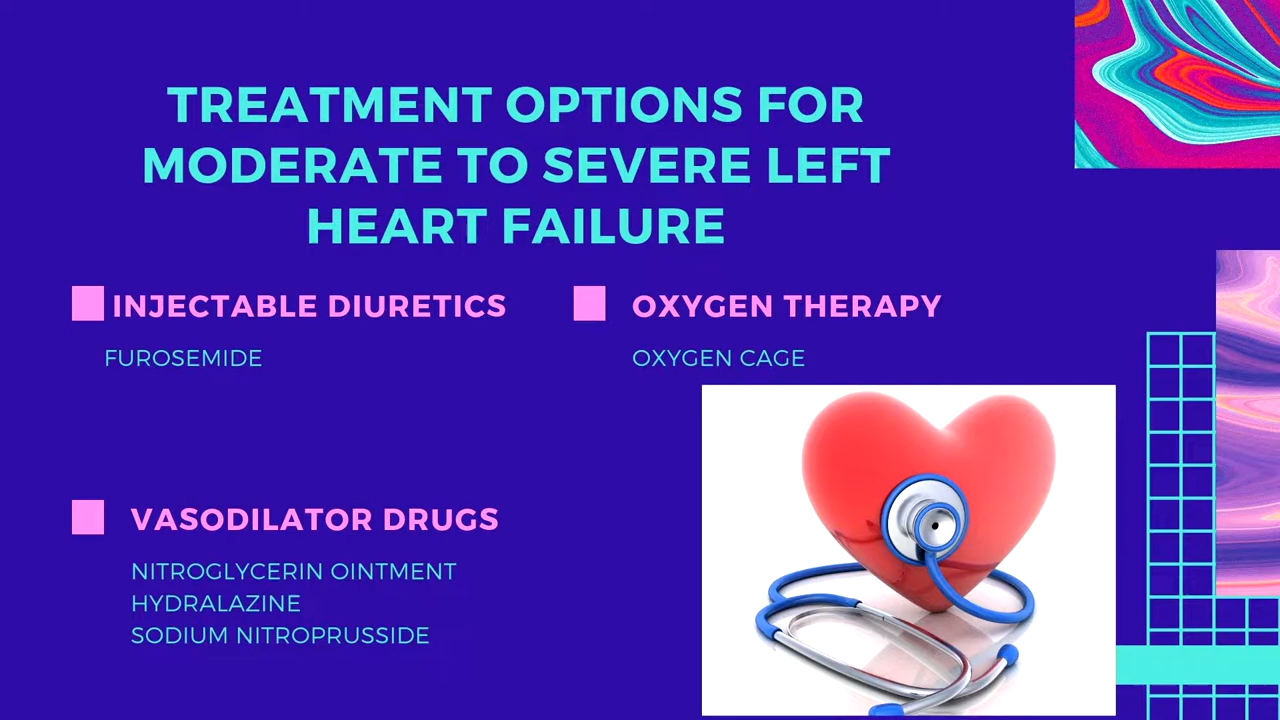 TREATMENT OPTIONS FOR
MODERATE TO SEVERE LEFT
HEART FAILURE
INJECTABLE DIURETICS
FUROSEMIDE
OXYGEN THERAPY
OXYGEN CAGE
VASODILATOR DRUGS
NITROGLYCERIN OINTMENT
HYDRALAZINE
SODIUM NITROPRUSSIDE